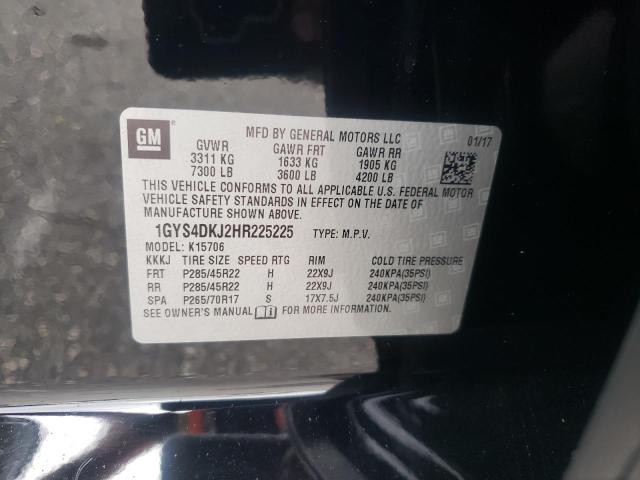 GM
MFD BY GENERAL MOTORS LLC 01/17
GVWR GAWR FRT GAWR RR
3311 KG 1633 KG 1905 KG
7300 LB 3600 LB 4200 LB
THIS VEHICLE CONFORMS TO ALL APPLICABLE U.S. FEDERAL MOTOR
VEHICLE SAFETY STANDARDS IN EFFECT ON THE DATE OF
MANUFACTURE SHOWN ABOVE.
1GYS4DKJ2HR225225 TYPE: M.P.V.
MODEL: K15706
KKKJ TIRE SIZE SPEED RTG RIM COLD TIRE PRESSURE
FRT P285/45R22 H 22X9J 240KPA(35PSI)
RR P285/45R22 H 22X9J 240KPA(35PSI)
SPA P265/70R17 S 17X7.5J 240KPA(35PSI)
SEE OWNER'S MANUAL FOR MORE INFORMATION.